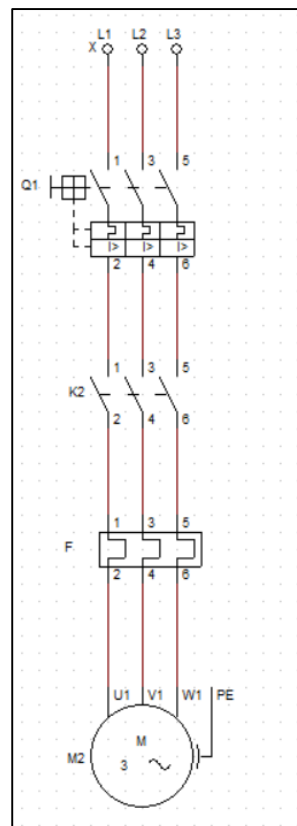 L1 L2 L3
X
1 3 5
Q1
I> I> I>
2 4 6
1 3 5
K2
2 4 6
1 3 5
F
2 4 6
U1 V1 W1 PE
M
M2 3